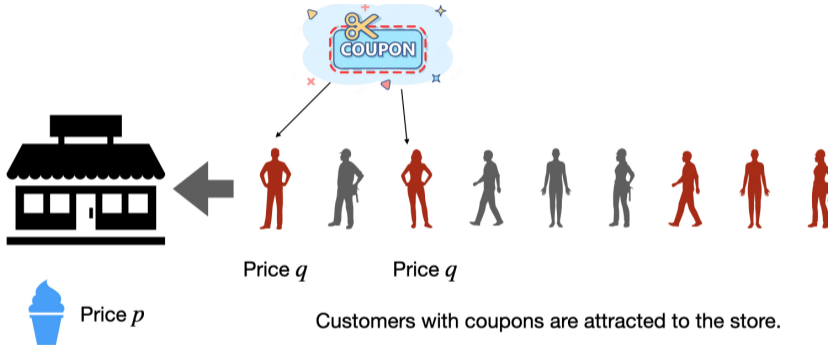 COUPON
Price q
Price q
Price p
Customers with coupons are attracted to the store.